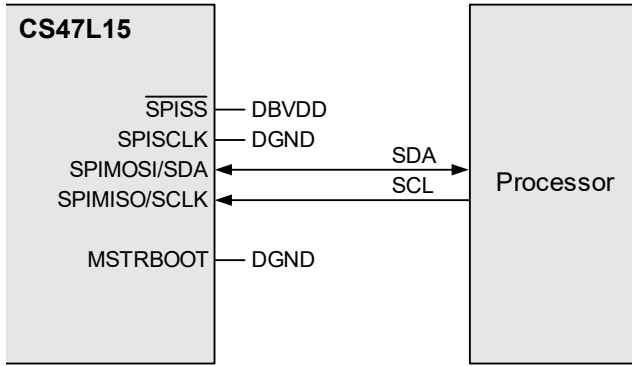 CS47L15
SPISS DBVDD
SPISCLK DGND
SPIMOSI/SDA SDA
SPIMISO/SCLK SCL
Processor
MSTRBOOT DGND